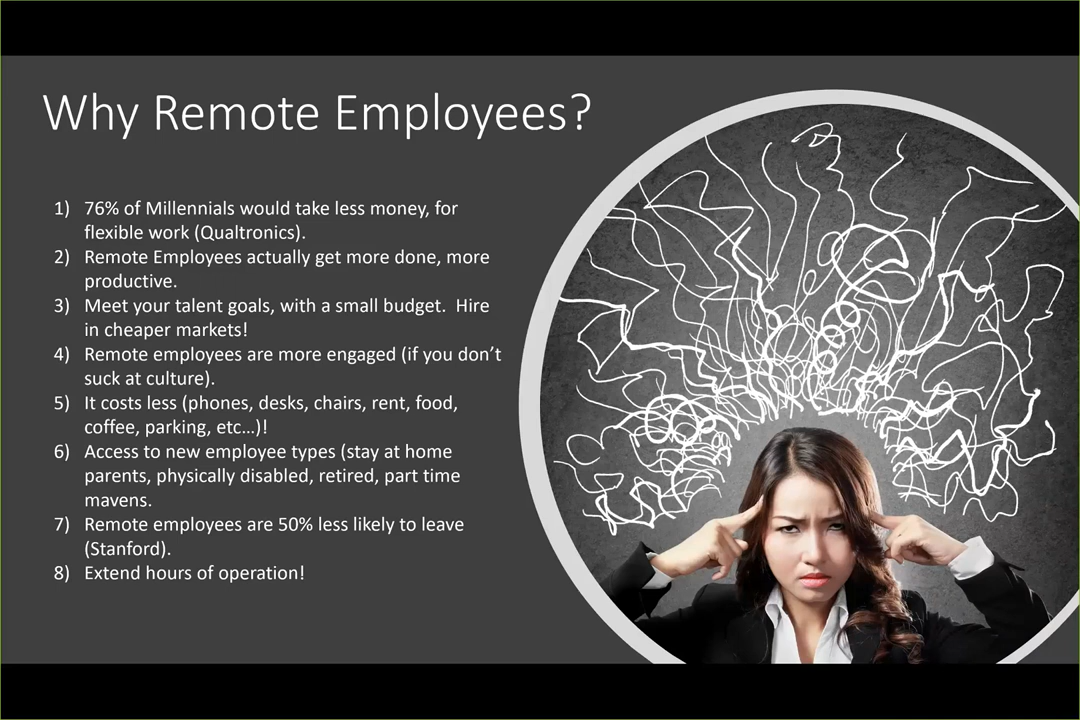 Why Remote Employees?
1) 76% of Millennials would take less money, for
flexible work (Qualtronics).
2) Remote Employees actually get more done, more
productive.
3) Meet your talent goals, with a small budget.  Hire
in cheaper markets!
4) Remote employees are more engaged (if you don’t
suck at culture).
5) It costs less (phones, desks, chairs, rent, food,
coffee, parking, etc…)!
6) Access to new employee types (stay at home
parents, physically disabled, retired, part time
mavens.
7) Remote employees are 50% less likely to leave
(Stanford).
8) Extend hours of operation!